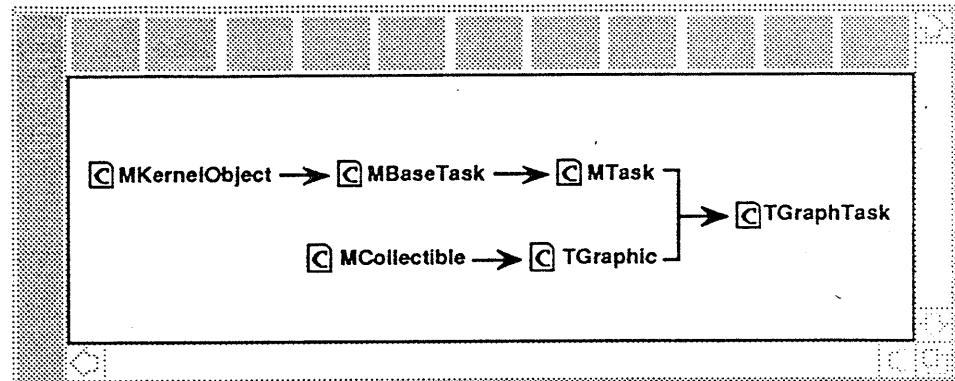 C MKernelObject C MBaseTask C MTask
C TGraphTask
C MCollectible C TGraphic